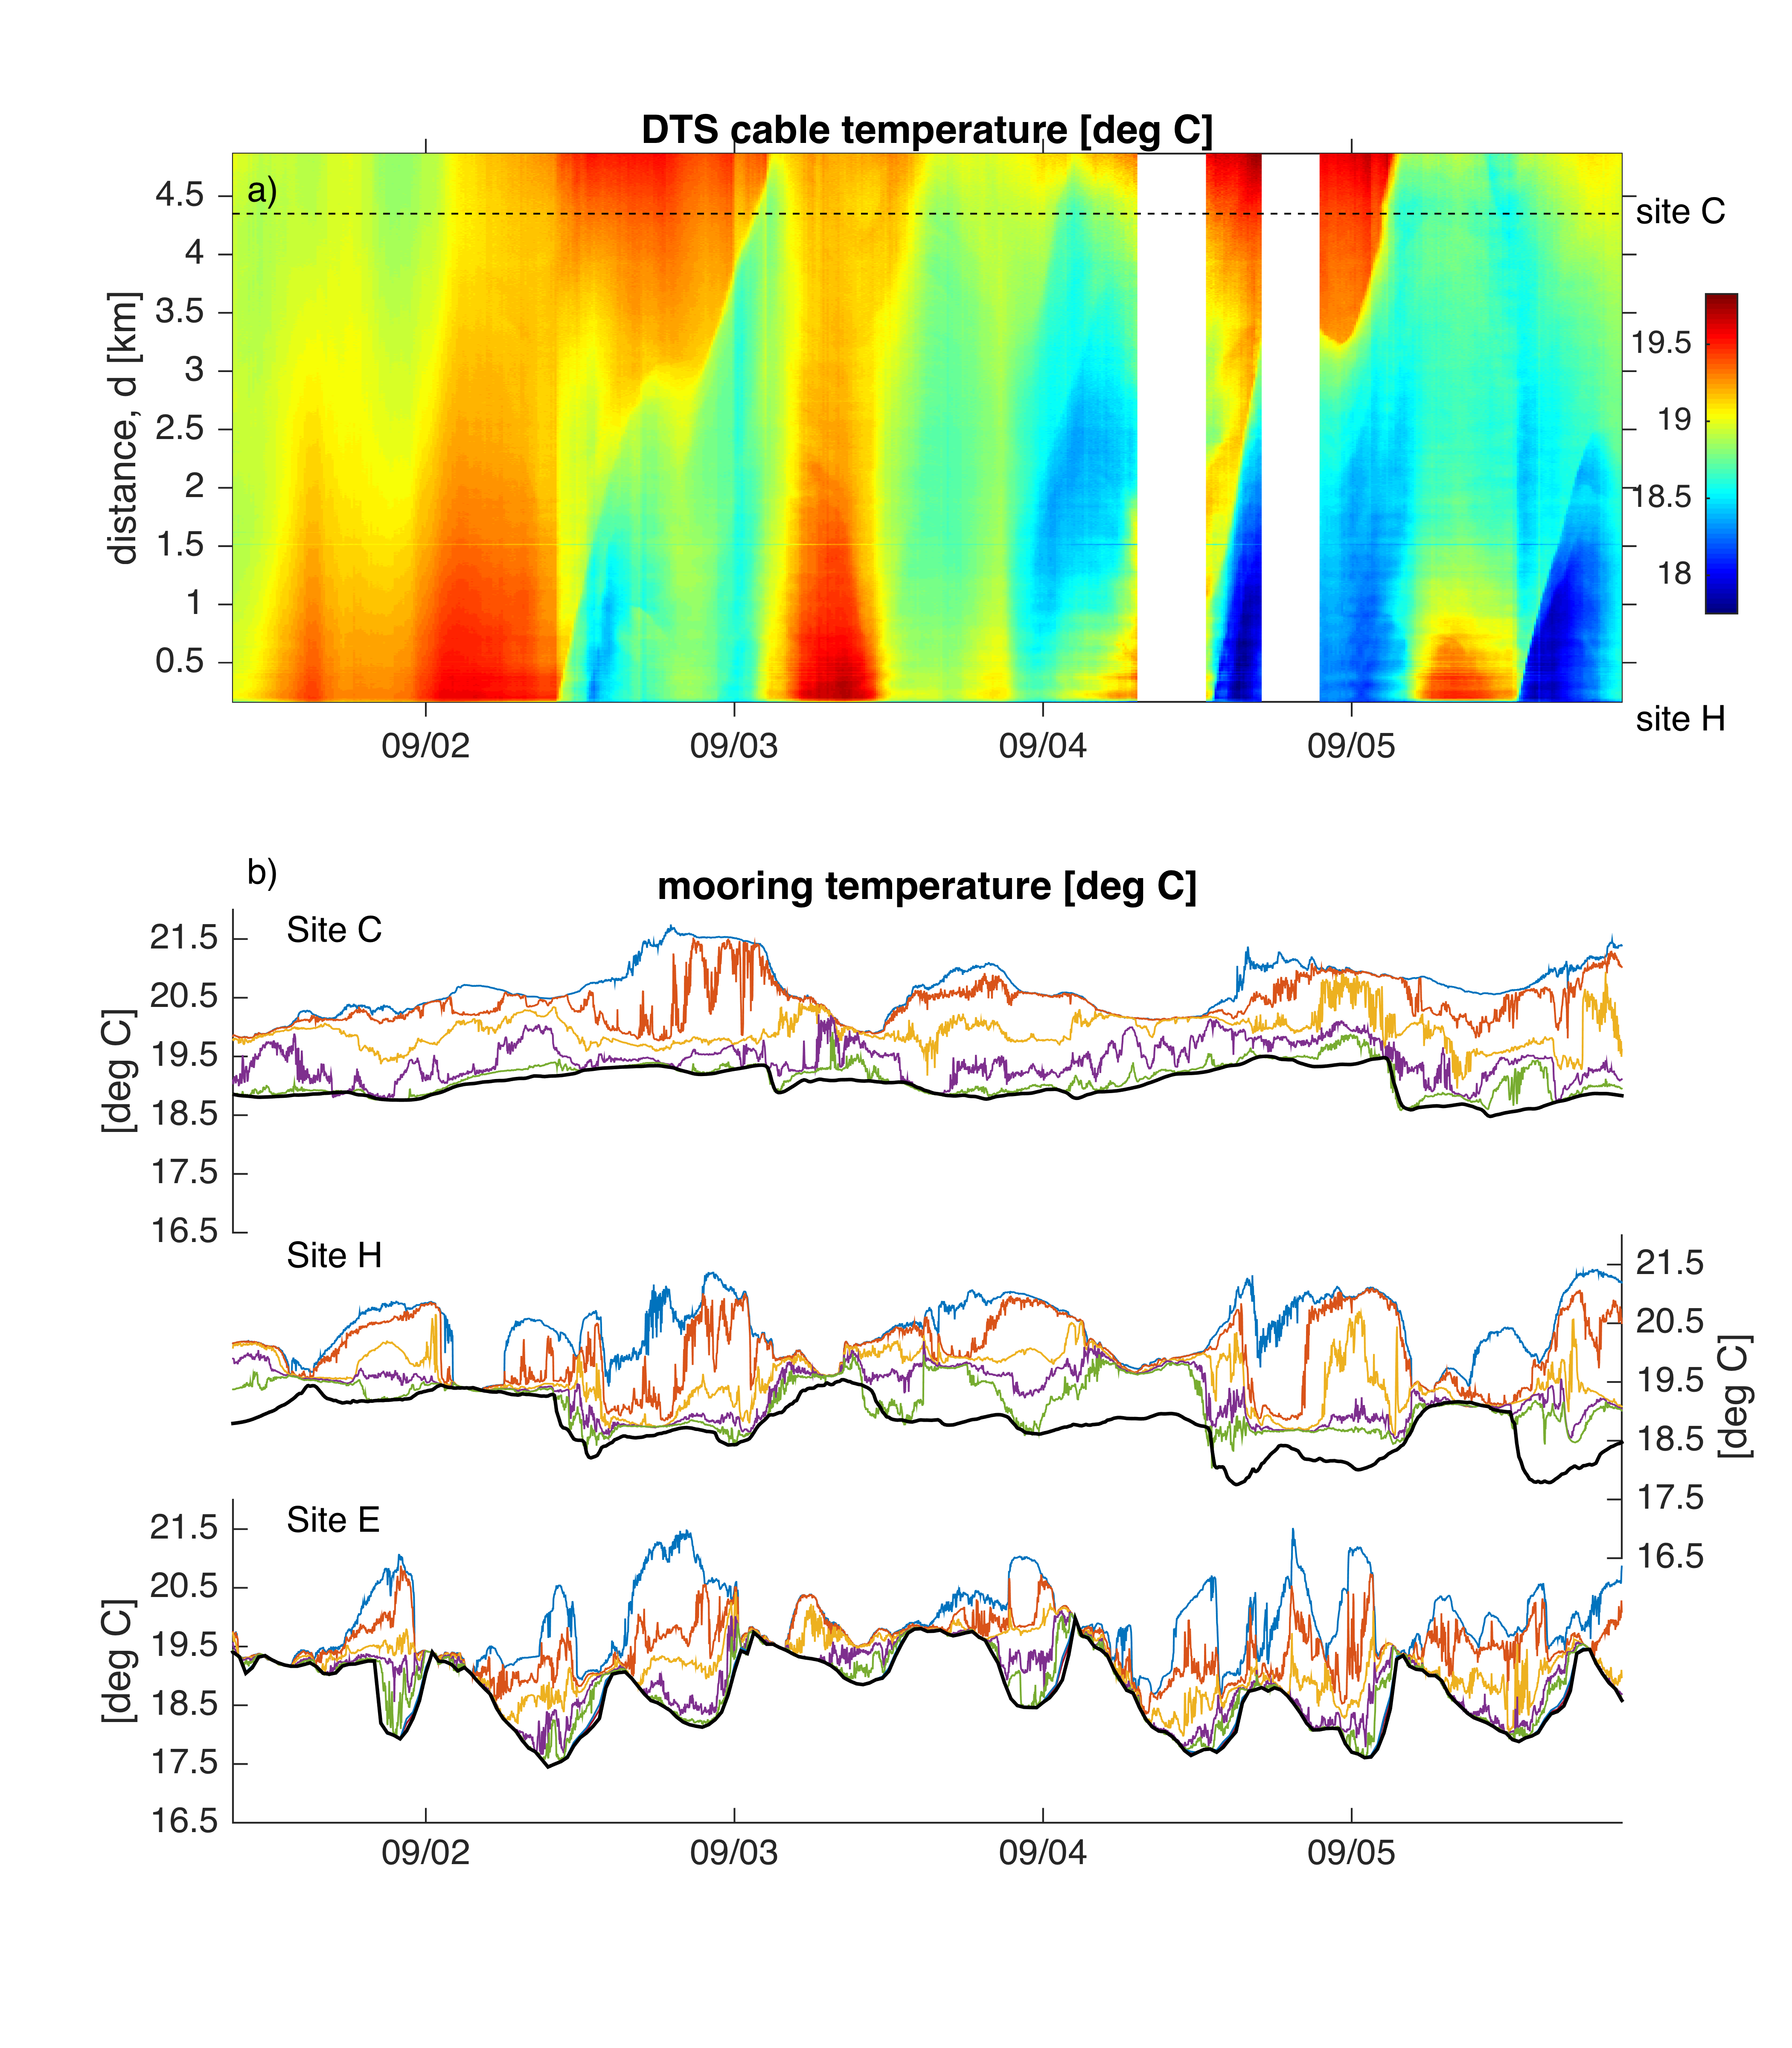 DTS cable temperature [deg C]
a)
distance, d [km]
4.5
4
3.5
3
2.5
2
1.5
1
0.5
site C
site H
19.5
19
18.5
18
09/02 09/03 09/04 09/05
b)
mooring temperature [deg C]
Site C
[deg C]
21.5
20.5
19.5
18.5
17.5
16.5
Site H
21.5
20.5
19.5
18.5
17.5
16.5
[deg C]
Site E
[deg C]
21.5
20.5
19.5
18.5
17.5
16.5
09/02 09/03 09/04 09/05